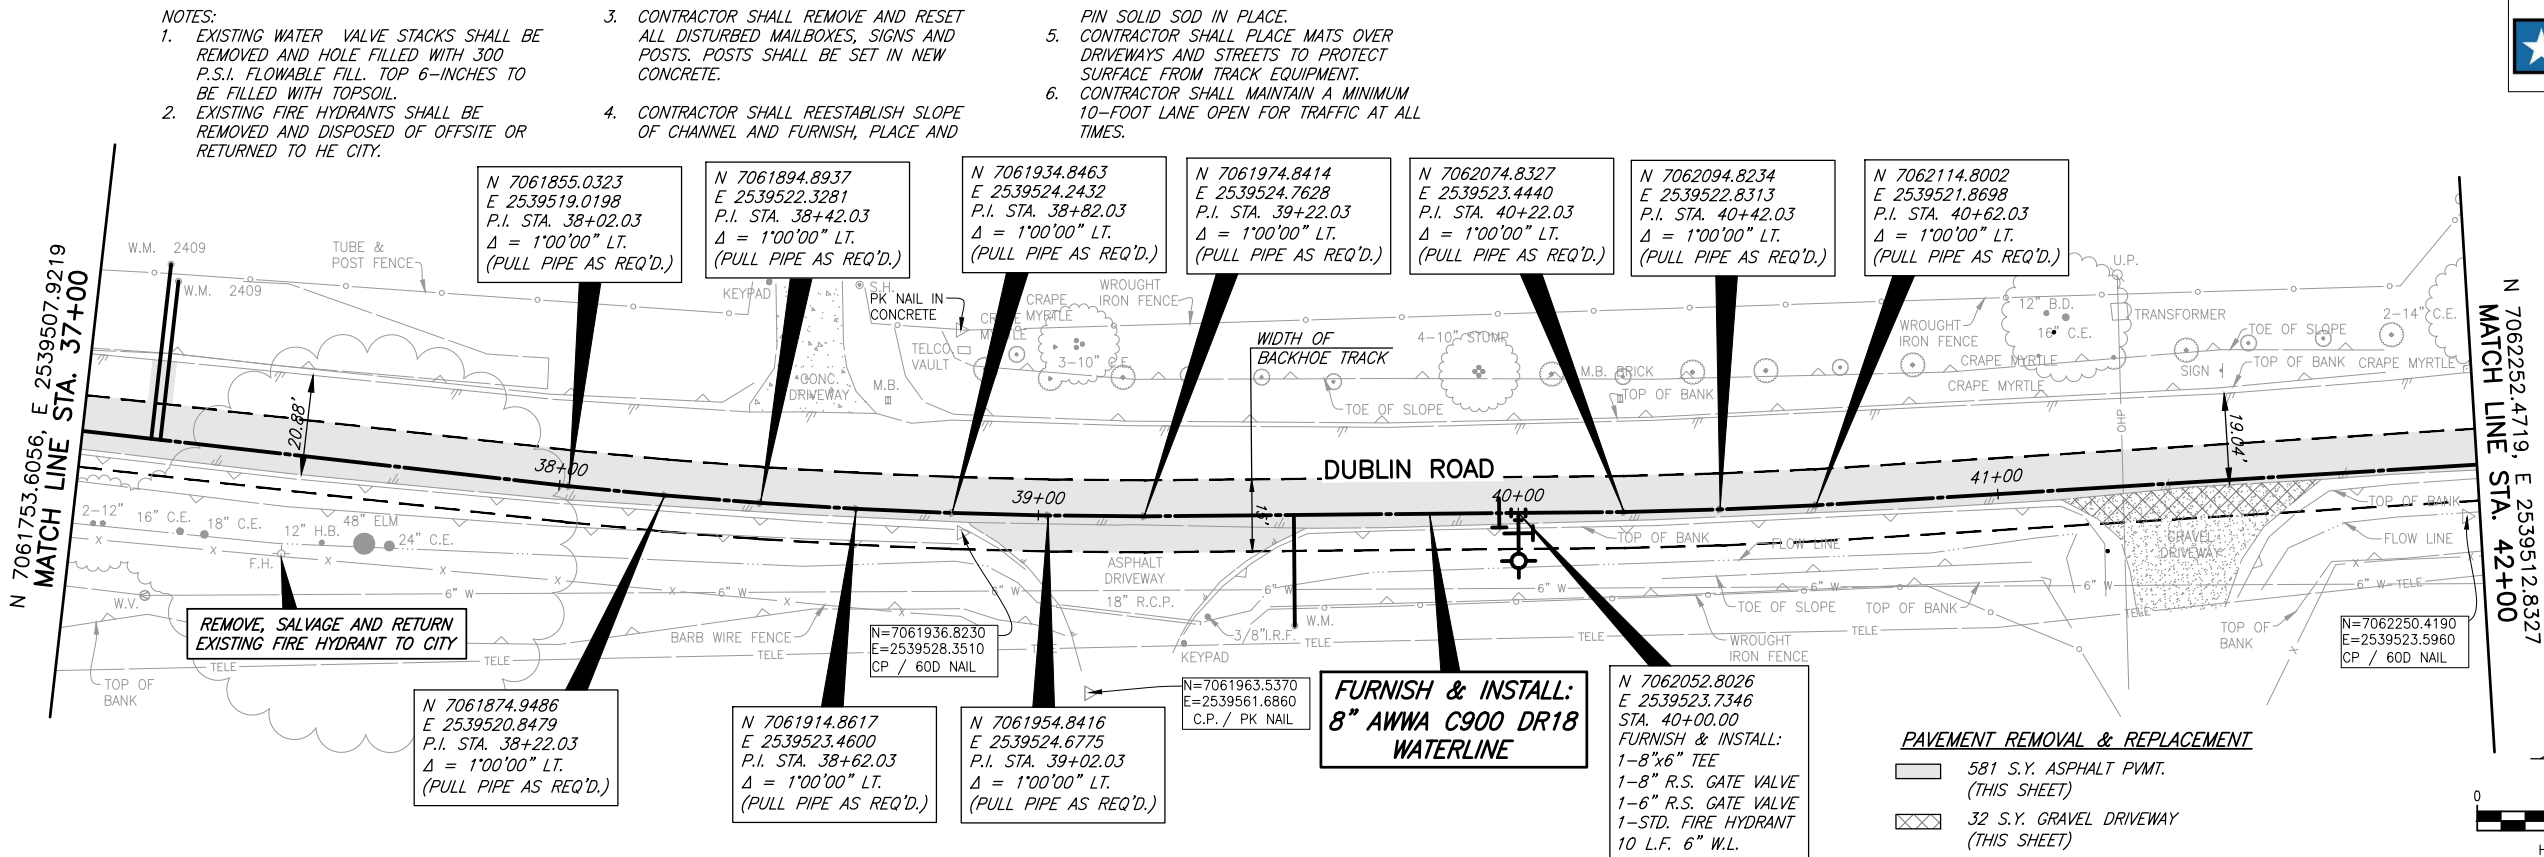 NOTES:
1. EXISTING WATER VALVE STACKS SHALL BE
REMOVED AND HOLE FILLED WITH 300
P.S.I. FLOWABLE FILL. TOP 6-INCHES TO
BE FILLED WITH TOPSOIL.
2. EXISTING FIRE HYDRANTS SHALL BE
REMOVED AND DISPOSED OF OFFSITE OR
RETURNED TO HE CITY.
3. CONTRACTOR SHALL REMOVE AND RESET
ALL DISTURBED MAILBOXES, SIGNS AND
POSTS. POSTS SHALL BE SET IN NEW
CONCRETE.
4. CONTRACTOR SHALL REESTABLISH SLOPE
OF CHANNEL AND FURNISH, PLACE AND
PIN SOLID SOD IN PLACE.
5. CONTRACTOR SHALL PLACE MATS OVER
DRIVEWAYS AND STREETS TO PROTECT
SURFACE FROM TRACK EQUIPMENT.
6. CONTRACTOR SHALL MAINTAIN A MINIMUM
10-FOOT LANE OPEN FOR TRAFFIC AT ALL
TIMES.
N 7061753.6056, E 2539507.9219
MATCH LINE STA. 37+00
N 7061855.0323
E 2539519.0198
P.I. STA. 38+02.03
Δ = 1°00'00" LT.
(PULL PIPE AS REQ'D.)
N 7061894.8937
E 2539522.3281
P.I. STA. 38+42.03
Δ = 1°00'00" LT.
(PULL PIPE AS REQ'D.)
N 7061934.8463
E 2539524.2432
P.I. STA. 38+82.03
Δ = 1°00'00" LT.
(PULL PIPE AS REQ'D.)
N 7061974.8414
E 2539524.7628
P.I. STA. 39+22.03
Δ = 1°00'00" LT.
(PULL PIPE AS REQ'D.)
N 7062074.8327
E 2539523.4440
P.I. STA. 40+22.03
Δ = 1°00'00" LT.
(PULL PIPE AS REQ'D.)
N 7062094.8234
E 2539522.8313
P.I. STA. 40+42.03
Δ = 1°00'00" LT.
(PULL PIPE AS REQ'D.)
N 7062114.8002
E 2539521.8698
P.I. STA. 40+62.03
Δ = 1°00'00" LT.
(PULL PIPE AS REQ'D.)
N 7062252.4719, E 2539512.8327
MATCH LINE STA. 42+00
W.M. 2409
W.M. 2409
TUBE &
POST FENCE
KEYPAD
S.H.
PK NAIL IN
CONCRETE
CRAPE
MYRTLE
CRAPE
MYRTLE
WROUGHT
IRON FENCE
TELCO
VAULT
3-10" C.E.
CONC.
DRIVEWAY
M.B.
WIDTH OF
BACKHOE TRACK
TOE OF SLOPE
4-10" STUMP
M.B. BRICK
TOP OF BANK
WROUGHT
IRON FENCE
12" B.D.
16" C.E.
U.P.
TRANSFORMER
CRAPE MYRTLE
CRAPE MYRTLE
TOE OF SLOPE
TOP OF BANK
SIGN
2-14" C.E.
CRAPE MYRTLE
OHP
20.88'
19.04'
15'
38+00
39+00
DUBLIN ROAD
40+00
41+00
2-12"
16" C.E.
18" C.E.
12" H.B.
48" ELM
24" C.E.
F.H.
W.V.
6" W
6" W
6" W
6" W
6" W
6" W
TOP OF
BANK
TELE
TELE
REMOVE, SALVAGE AND RETURN
EXISTING FIRE HYDRANT TO CITY
BARB WIRE FENCE
TELE
N=7061936.8230
E=2539528.3510
CP / 60D NAIL
TELE
ASPHALT
DRIVEWAY
18" R.C.P.
3/8"I.R.F.
W.M.
KEYPAD
N=7061963.5370
E=2539561.6860
C.P. / PK NAIL
TELE
TELE
TOP OF BANK
FLOW LINE
TOE OF SLOPE
TOP OF BANK
WROUGHT
IRON FENCE
TELE
GRAVEL
DRIVEWAY
TELE
TELE
TOP OF BANK
FLOW LINE
TOP OF
BANK
N=7062250.4190
E=2539523.5960
CP / 60D NAIL
N 7061874.9486
E 2539520.8479
P.I. STA. 38+22.03
Δ = 1°00'00" LT.
(PULL PIPE AS REQ'D.)
N 7061914.8617
E 2539523.4600
P.I. STA. 38+62.03
Δ = 1°00'00" LT.
(PULL PIPE AS REQ'D.)
N 7061954.8416
E 2539524.6775
P.I. STA. 39+02.03
Δ = 1°00'00" LT.
(PULL PIPE AS REQ'D.)
FURNISH & INSTALL:
8" AWWA C900 DR18
WATERLINE
N 7062052.8026
E 2539523.7346
STA. 40+00.00
FURNISH & INSTALL:
1-8"x6" TEE
1-8" R.S. GATE VALVE
1-6" R.S. GATE VALVE
1-STD. FIRE HYDRANT
10 L.F. 6" W.L.
PAVEMENT REMOVAL & REPLACEMENT
581 S.Y. ASPHALT PVMT.
(THIS SHEET)
32 S.Y. GRAVEL DRIVEWAY
(THIS SHEET)
0